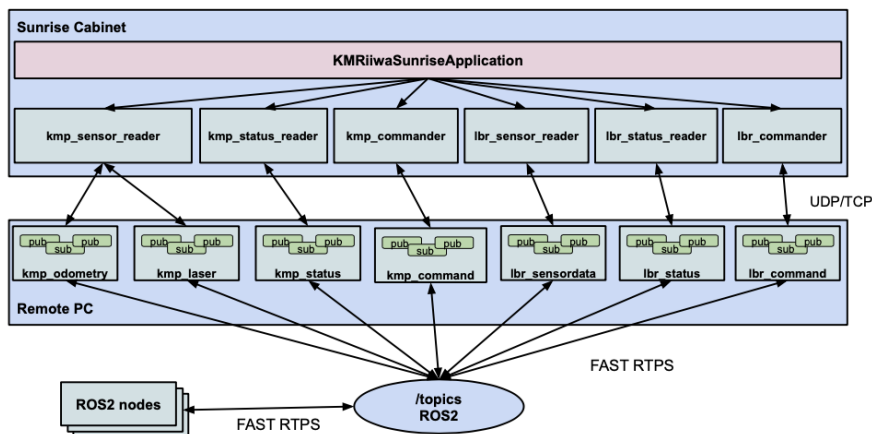 Sunrise Cabinet
KMRiiwaSunriseApplication
kmp_sensor_reader
kmp_status_reader
kmp_commander
lbr_sensor_reader
lbr_status_reader
lbr_commander
UDP/TCP
pub sub pub
kmp_odometry
pub sub pub
kmp_laser
pub sub pub
kmp_status
pub sub pub
kmp_command
pub sub pub
lbr_sensordata
pub sub pub
lbr_status
pub sub pub
lbr_command
Remote PC
FAST RTPS
/topics
ROS2
ROS2 nodes
FAST RTPS